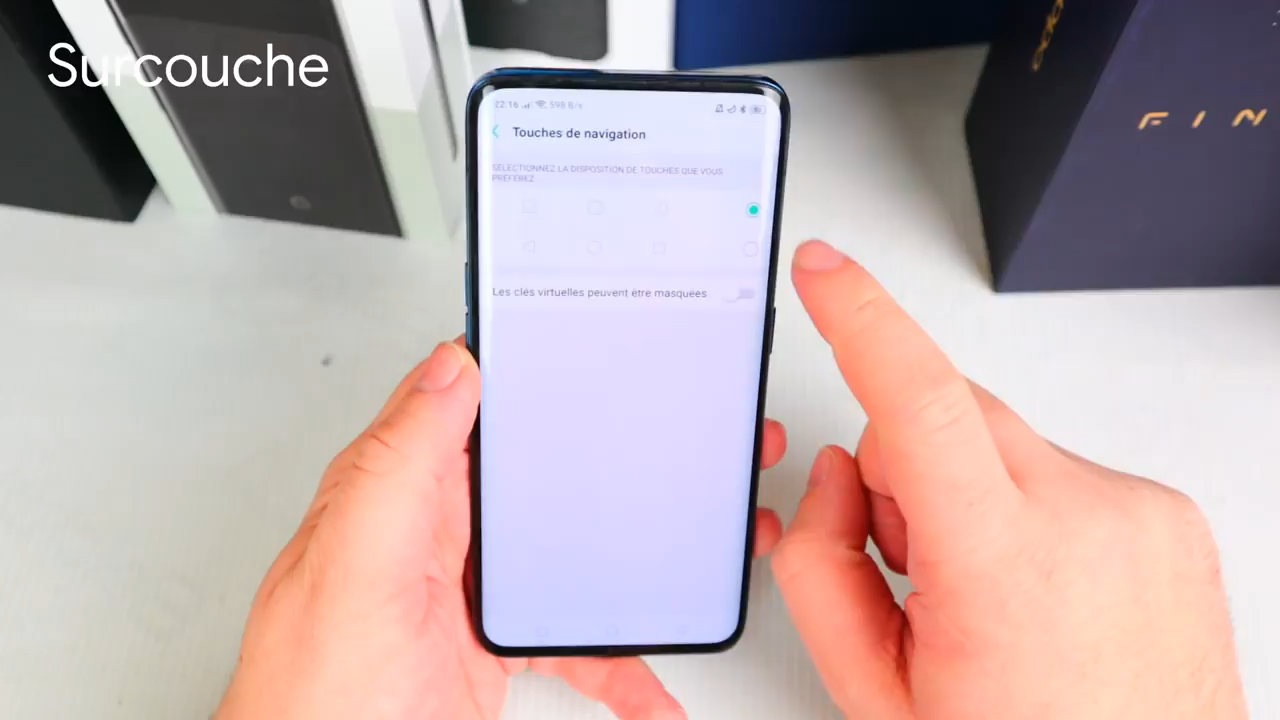 Surcouche
22:16
598 B/s
Touches de navigation
SÉLECTIONNEZ LA DISPOSITION DE TOUCHES QUE VOUS
PRÉFÉREZ
Les clés virtuelles peuvent être masquées
oppo
FIN